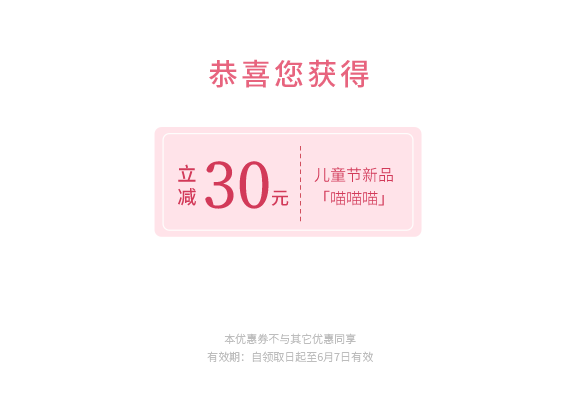 恭喜您获得
立减30元
儿童节新品
「喵喵喵」
本优惠券不与其它优惠同享
有效期：自领取日起至6月7日有效